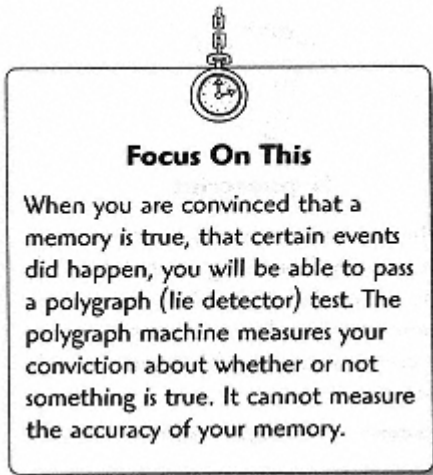 Focus On This
When you are convinced that a
memory is true, that certain events
did happen, you will be able to pass
a polygraph (lie detector) test. The
polygraph machine measures your
conviction about whether or not
something is true. It cannot measure
the accuracy of your memory.